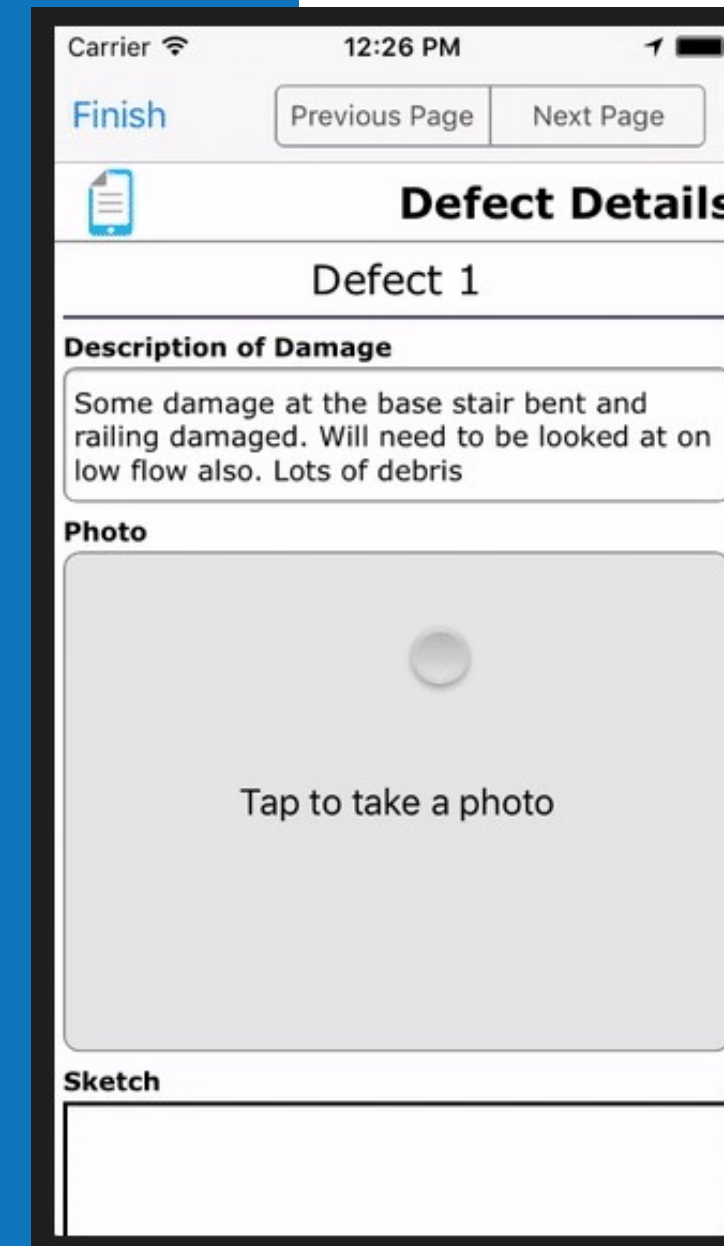 Carrier 12:26 PM
Finish Previous Page Next Page
Defect Details
Defect 1
Description of Damage
Some damage at the base stair bent and
railing damaged. Will need to be looked at on
low flow also. Lots of debris
Photo
Tap to take a photo
Sketch